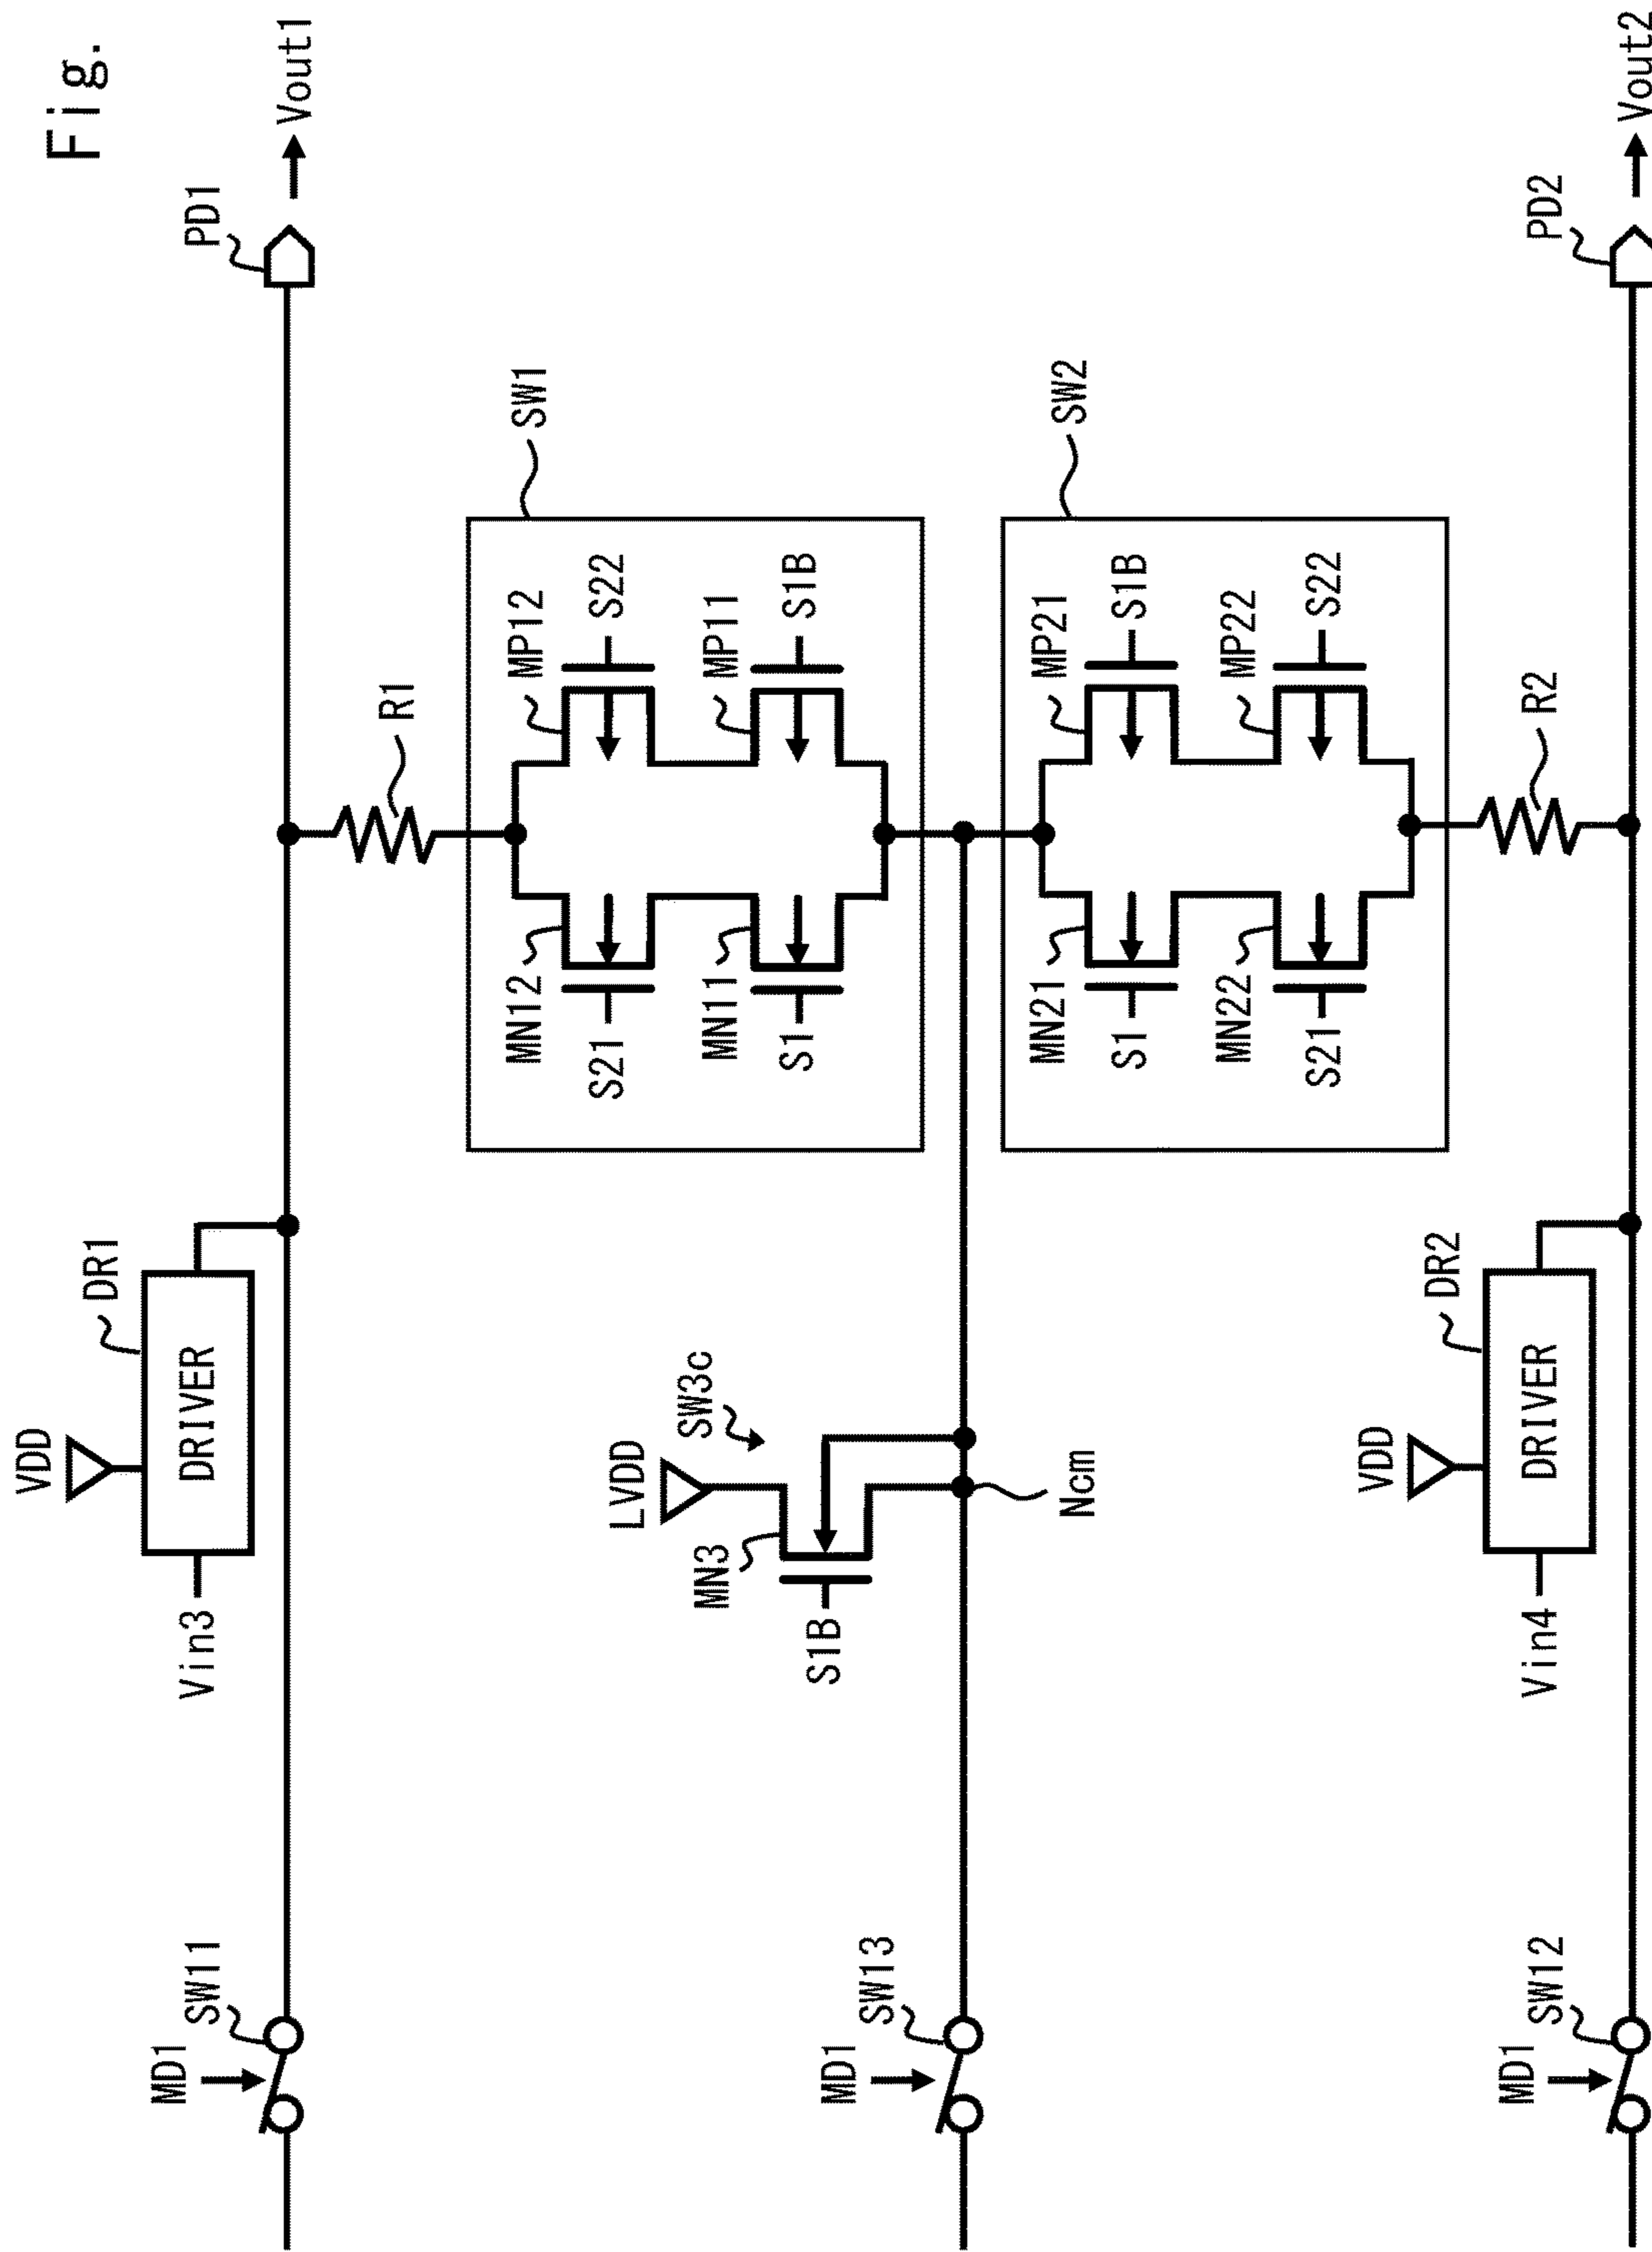 Fig.
VDD
DR1
DRIVER
Vin3
MD1
SW11
PD1
Vout1
R1
SW1
MN12
MP12
S21
S22
MN11
MP11
S1
S1B
LVDD
SW3c
MN3
S1B
Ncm
MD1
SW13
SW2
MN21
MP21
S1
S1B
MN22
MP22
S21
S22
R2
VDD
DR2
DRIVER
Vin4
MD1
SW12
PD2
Vout2